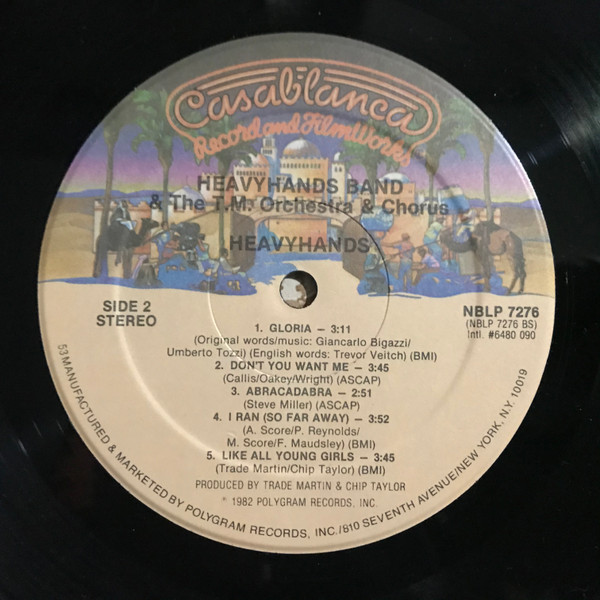 Casablanca
Record and FilmWorks
HEAVYHANDS BAND
& The T.M. Orchestra & Chorus
HEAVYHANDS
SIDE 2
STEREO
NBLP 7276
(NBLP 7276 BS)
Intl. #6480 090
1. GLORIA – 3:11
(Original words/music: Giancarlo Bigazzi/
Umberto Tozzi) (English words: Trevor Veitch) (BMI)
2. DON'T YOU WANT ME – 3:45
(Callis/Oakey/Wright) (ASCAP)
3. ABRACADABRA – 2:51
(Steve Miller) (ASCAP)
4. I RAN (SO FAR AWAY) – 3:52
(A. Score/P. Reynolds/
M. Score/F. Maudsley) (BMI)
5. LIKE ALL YOUNG GIRLS – 3:45
(Trade Martin/Chip Taylor) (BMI)
PRODUCED BY TRADE MARTIN & CHIP TAYLOR
℗ 1982 POLYGRAM RECORDS, INC.
53 MANUFACTURED & MARKETED BY POLYGRAM RECORDS, INC./810 SEVENTH AVENUE/NEW YORK, N.Y. 10019